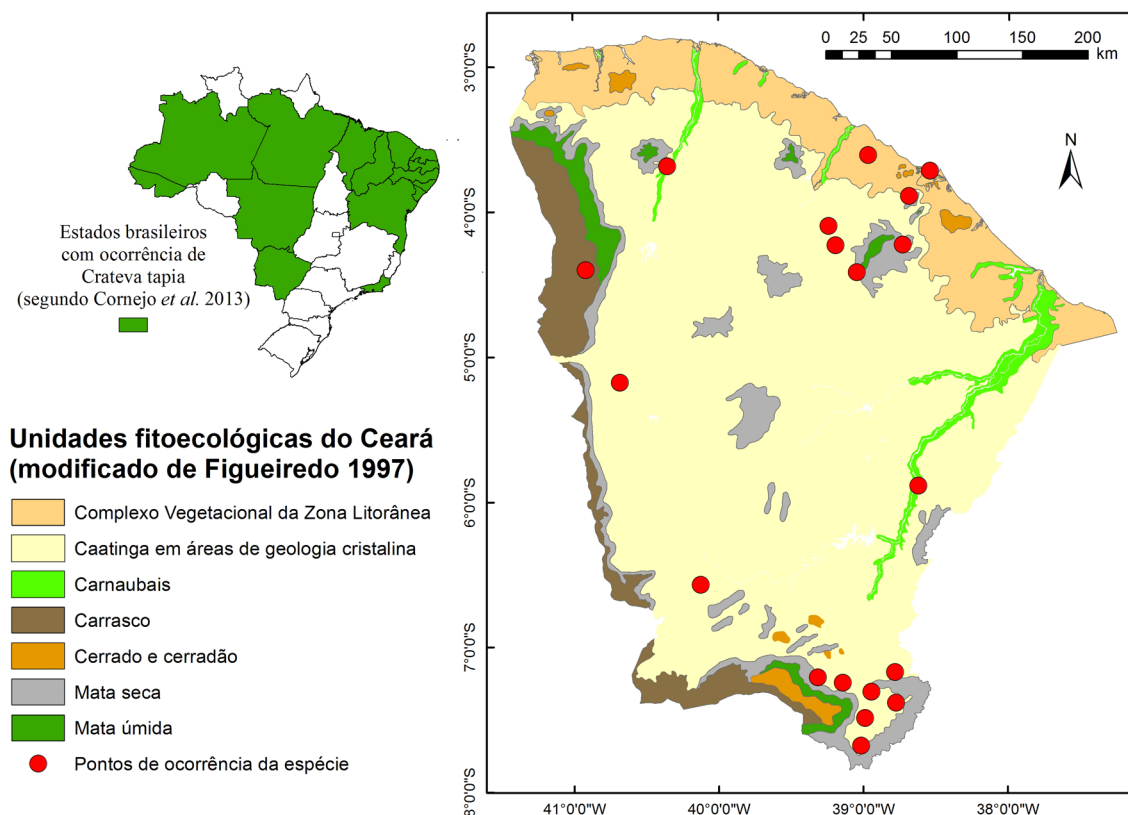 Estados brasileiros
com ocorrência de
Crateva tapia
(segundo Cornejo et al. 2013)
Unidades fitoecológicas do Ceará
(modificado de Figueiredo 1997)
Complexo Vegetacional da Zona Litorânea
Caatinga em áreas de geologia cristalina
Carnaubais
Carrasco
Cerrado e cerradão
Mata seca
Mata úmida
Pontos de ocorrência da espécie
0 25 50 100 150 200
km
N
3°0'0"S
4°0'0"S
5°0'0"S
6°0'0"S
7°0'0"S
8°0'0"S
41°0'0"W 40°0'0"W 39°0'0"W 38°0'0"W